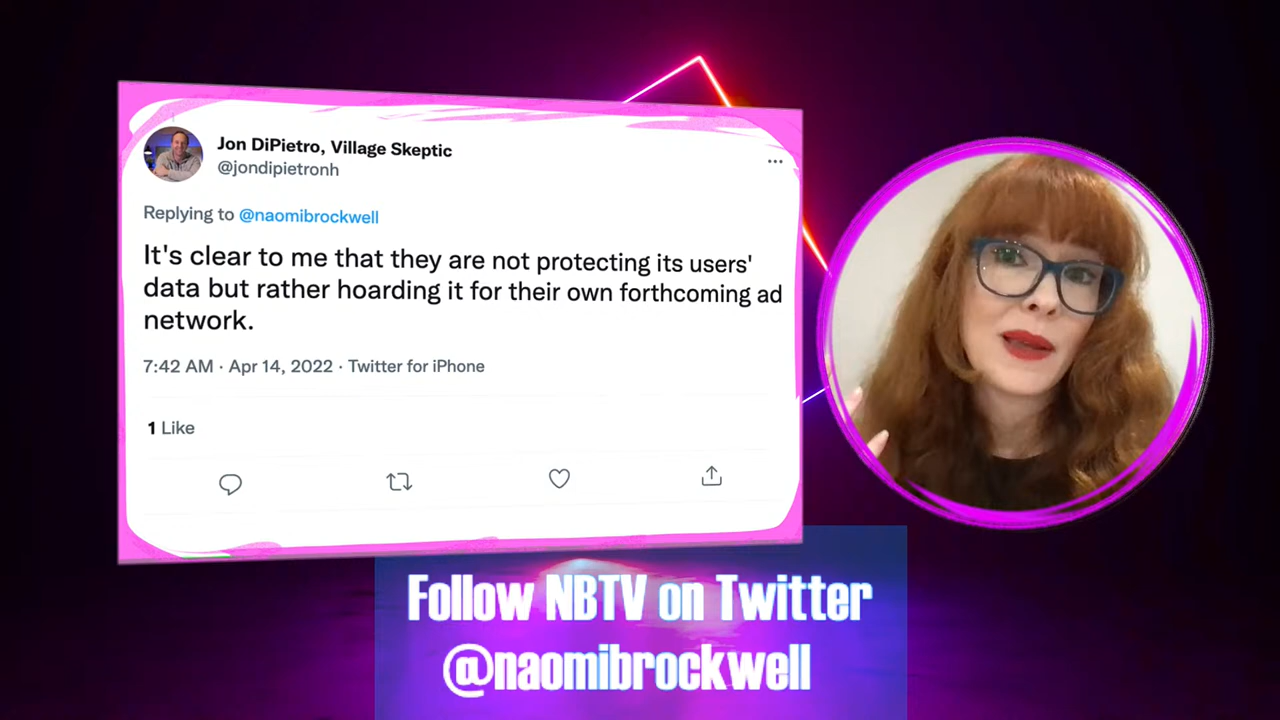 Jon DiPietro, Village Skeptic
@jondipietronh
Replying to @naomibrockwell
It's clear to me that they are not protecting its users'
data but rather hoarding it for their own forthcoming ad
network.
7:42 AM · Apr 14, 2022 · Twitter for iPhone
1 Like
Follow NBTV on Twitter
@naomibrockwell